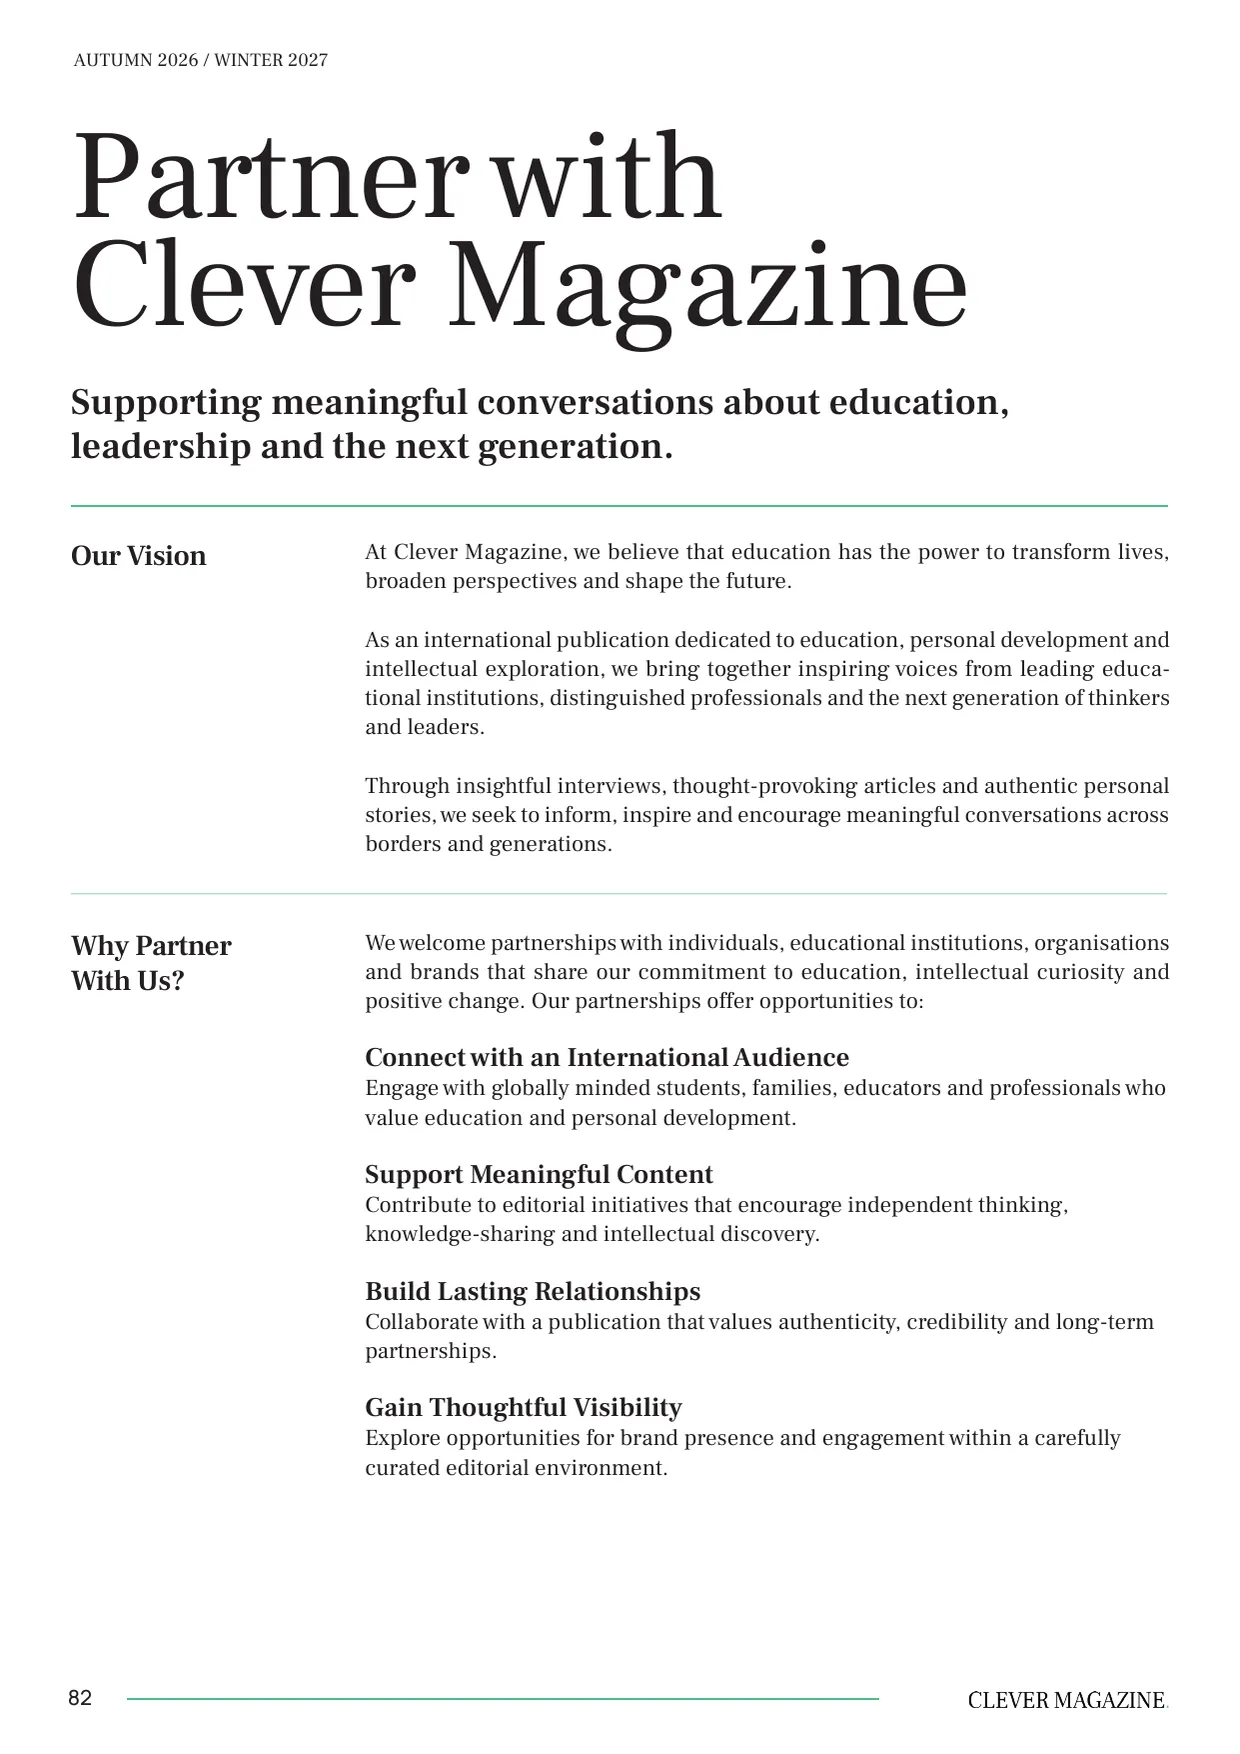 AUTUMN 2026 / WINTER 2027
Partner with
Clever Magazine
Supporting meaningful conversations about education,
leadership and the next generation.
Our Vision
At Clever Magazine, we believe that education has the power to transform lives,
broaden perspectives and shape the future.
As an international publication dedicated to education, personal development and
intellectual exploration, we bring together inspiring voices from leading educa-
tional institutions, distinguished professionals and the next generation of thinkers
and leaders.
Through insightful interviews, thought-provoking articles and authentic personal
stories, we seek to inform, inspire and encourage meaningful conversations across
borders and generations.
Why Partner
With Us?
We welcome partnerships with individuals, educational institutions, organisations
and brands that share our commitment to education, intellectual curiosity and
positive change. Our partnerships offer opportunities to:
Connect with an International Audience
Engage with globally minded students, families, educators and professionals who
value education and personal development.
Support Meaningful Content
Contribute to editorial initiatives that encourage independent thinking,
knowledge-sharing and intellectual discovery.
Build Lasting Relationships
Collaborate with a publication that values authenticity, credibility and long-term
partnerships.
Gain Thoughtful Visibility
Explore opportunities for brand presence and engagement within a carefully
curated editorial environment.
82
CLEVER MAGAZINE